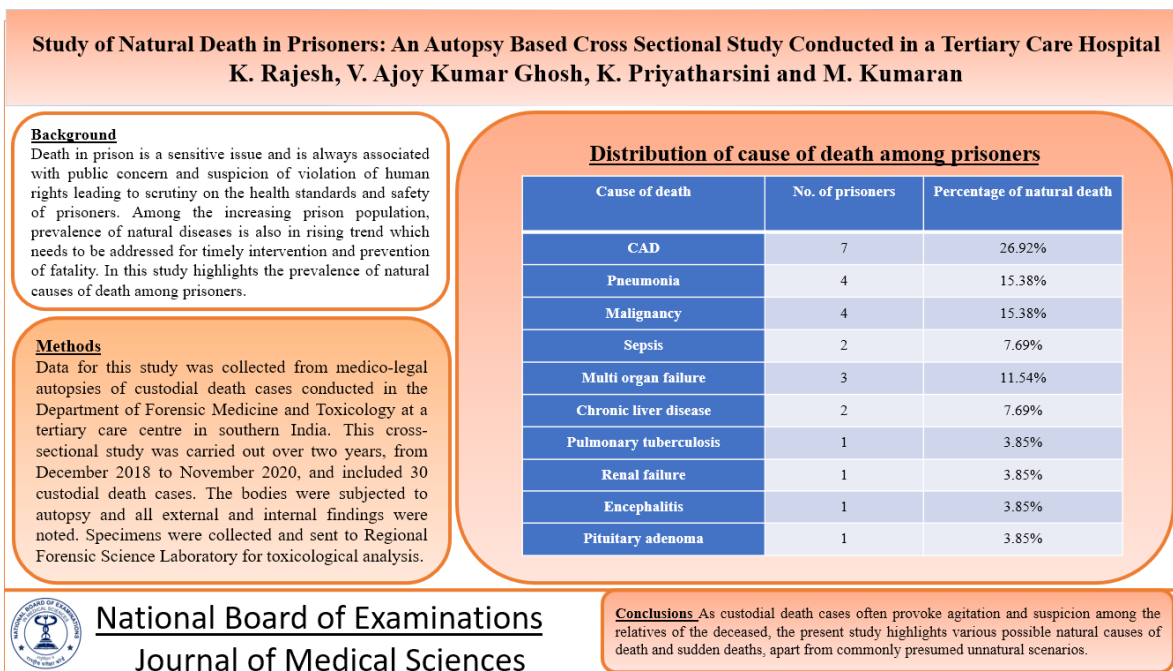 Study of Natural Death in Prisoners: An Autopsy Based Cross Sectional Study Conducted in a Tertiary Care Hospital
K. Rajesh, V. Ajoy Kumar Ghosh, K. Priyatharsini and M. Kumaran
Background
Death in prison is a sensitive issue and is always associated
with public concern and suspicion of violation of human
rights leading to scrutiny on the health standards and safety
of prisoners. Among the increasing prison population,
prevalence of natural diseases is also in rising trend which
needs to be addressed for timely intervention and prevention
of fatality. In this study highlights the prevalence of natural
causes of death among prisoners.
Methods
Data for this study was collected from medico-legal
autopsies of custodial death cases conducted in the
Department of Forensic Medicine and Toxicology at a
tertiary care centre in southern India. This cross-
sectional study was carried out over two years, from
December 2018 to November 2020, and included 30
custodial death cases. The bodies were subjected to
autopsy and all external and internal findings were
noted. Specimens were collected and sent to Regional
Forensic Science Laboratory for toxicological analysis.
Distribution of cause of death among prisoners
Cause of death No. of prisoners Percentage of natural death
CAD 7 26.92%
Pneumonia 4 15.38%
Malignancy 4 15.38%
Sepsis 2 7.69%
Multi organ failure 3 11.54%
Chronic liver disease 2 7.69%
Pulmonary tuberculosis 1 3.85%
Renal failure 1 3.85%
Encephalitis 1 3.85%
Pituitary adenoma 1 3.85%
NATIONAL BOARD OF EXAMINATIONS
National Board of Examinations
Journal of Medical Sciences
Conclusions As custodial death cases often provoke agitation and suspicion among the
relatives of the deceased, the present study highlights various possible natural causes of
death and sudden deaths, apart from commonly presumed unnatural scenarios.